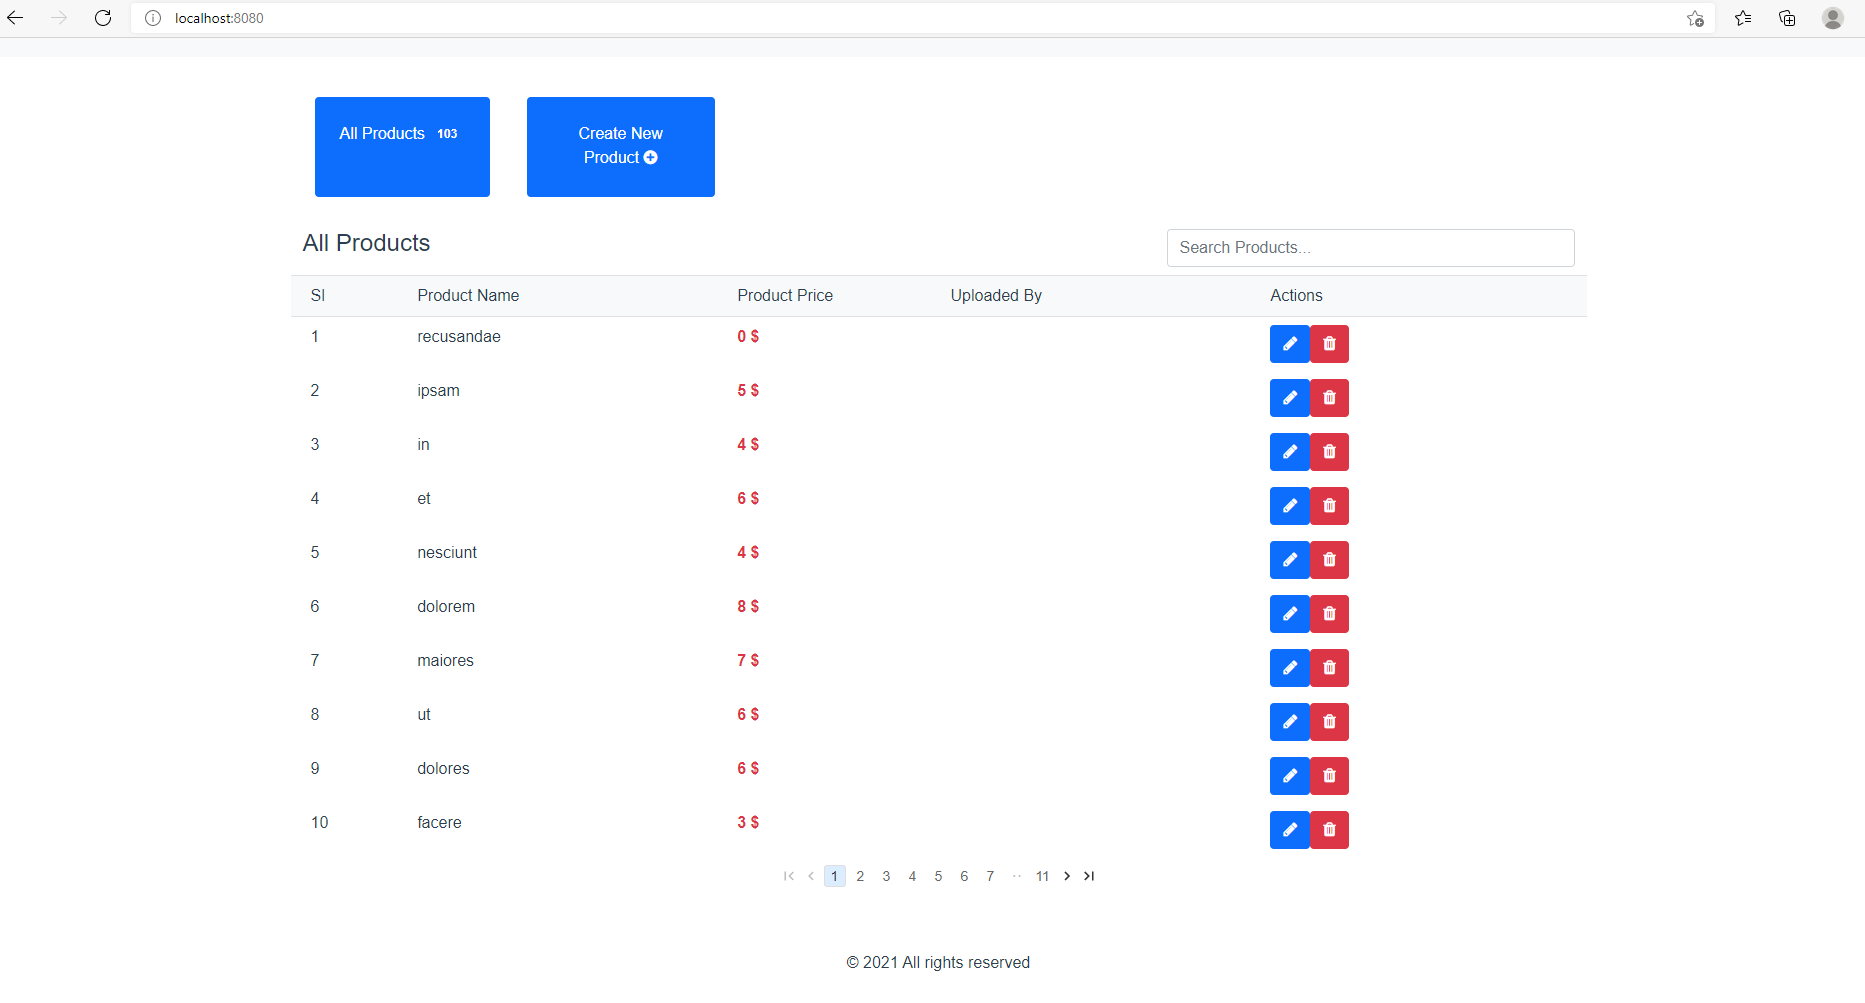 localhost:8080
All Products 103
Create New
Product
All Products
Search Products...
Sl Product Name Product Price Uploaded By Actions
1 recusandae 0 $
2 ipsam 5 $
3 in 4 $
4 et 6 $
5 nesciunt 4 $
6 dolorem 8 $
7 maiores 7 $
8 ut 6 $
9 dolores 6 $
10 facere 3 $
1 2 3 4 5 6 7 ·· 11
© 2021 All rights reserved